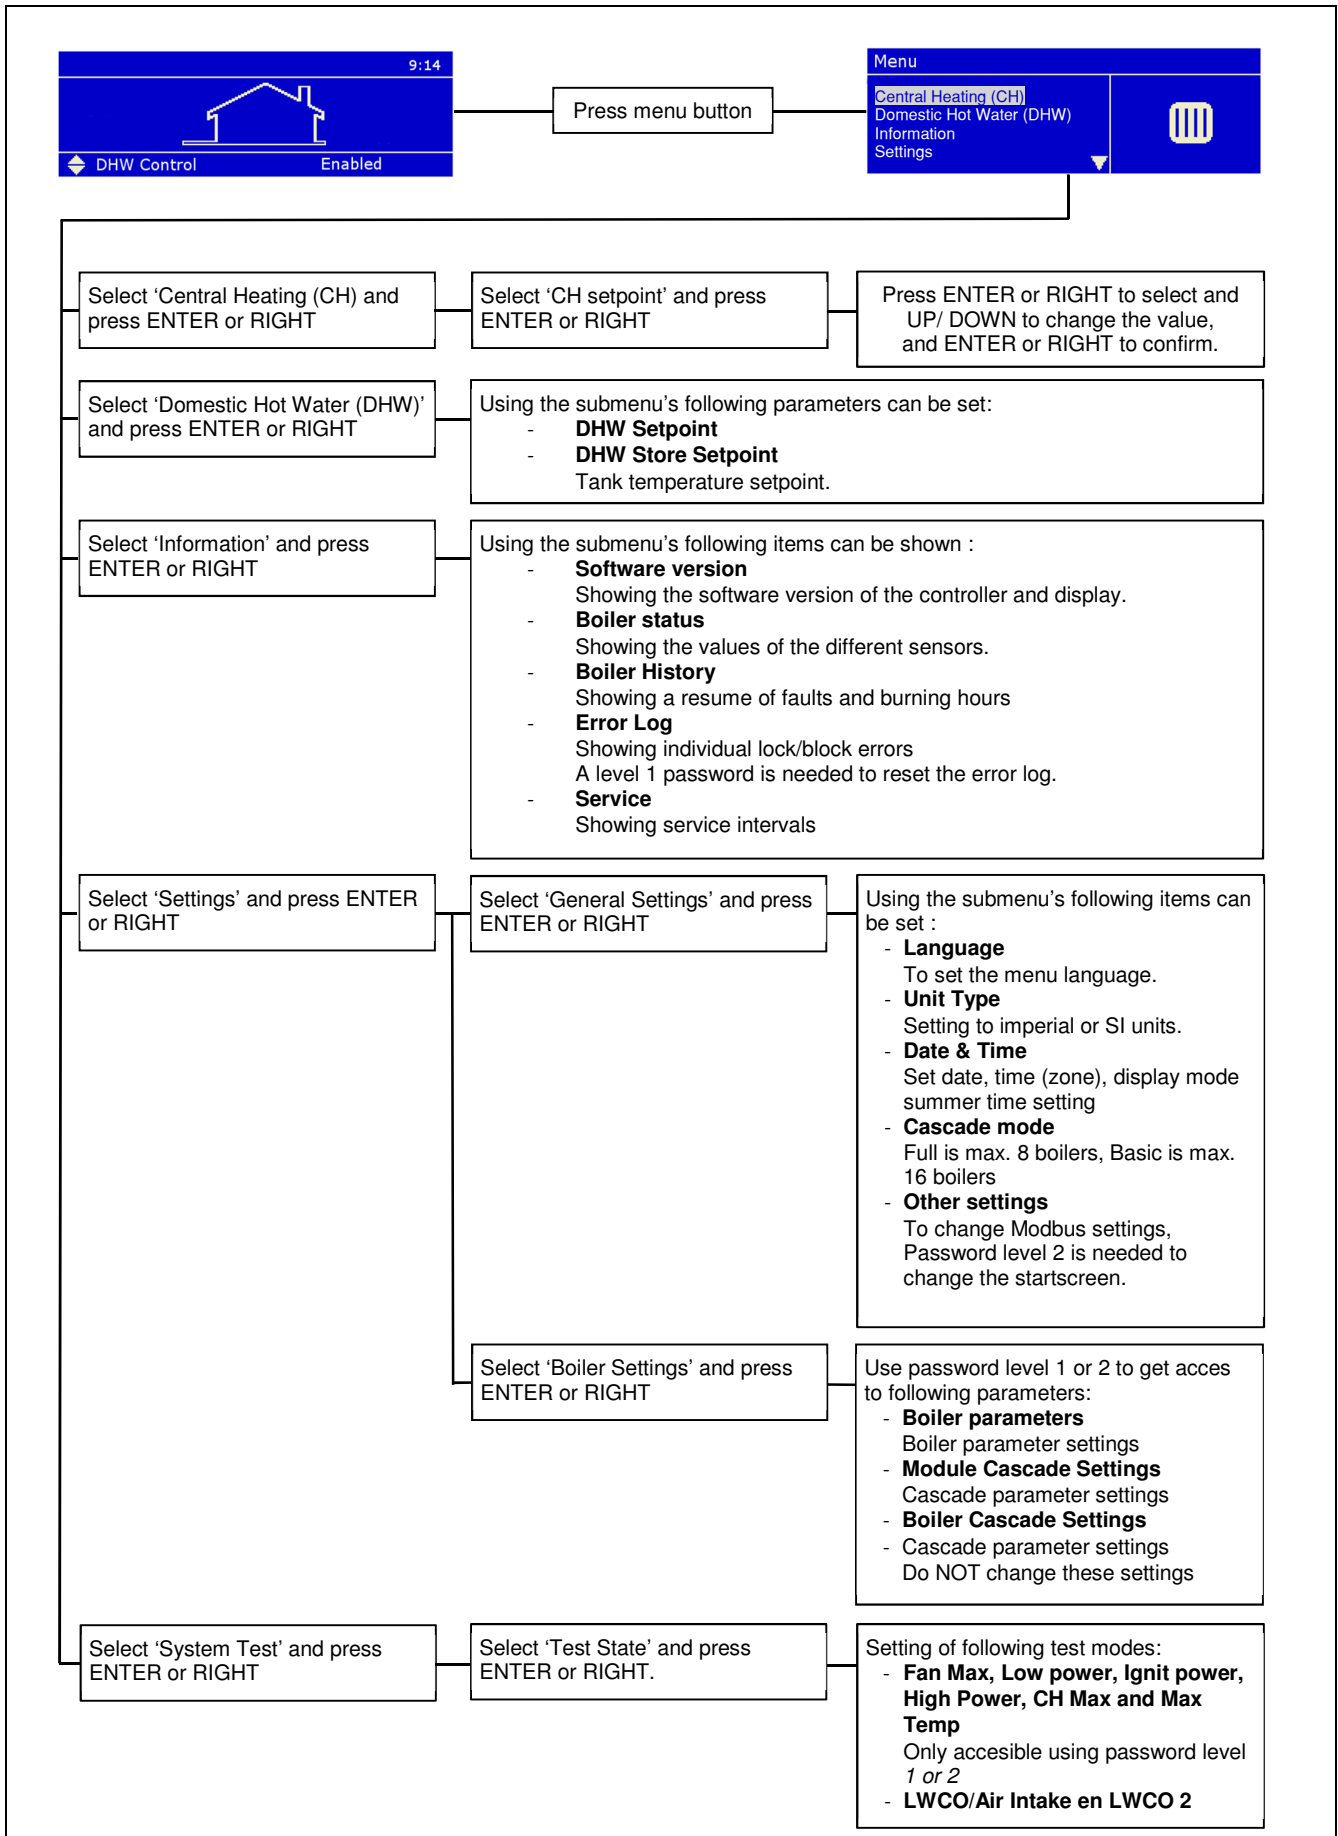 9:14
DHW Control Enabled
Press menu button
Menu
Central Heating (CH)
Domestic Hot Water (DHW)
Information
Settings
Select ‘Central Heating (CH) and
press ENTER or RIGHT
Select ‘CH setpoint’ and press
ENTER or RIGHT
Press ENTER or RIGHT to select and
UP/ DOWN to change the value,
and ENTER or RIGHT to confirm.
Select ‘Domestic Hot Water (DHW)’
and press ENTER or RIGHT
Using the submenu’s following parameters can be set:
- DHW Setpoint
- DHW Store Setpoint
Tank temperature setpoint.
Select ‘Information’ and press
ENTER or RIGHT
Using the submenu’s following items can be shown :
- Software version
Showing the software version of the controller and display.
- Boiler status
Showing the values of the different sensors.
- Boiler History
Showing a resume of faults and burning hours
- Error Log
Showing individual lock/block errors
A level 1 password is needed to reset the error log.
- Service
Showing service intervals
Select ‘Settings’ and press ENTER
or RIGHT
Select ‘General Settings’ and press
ENTER or RIGHT
Using the submenu’s following items can
be set :
- Language
To set the menu language.
- Unit Type
Setting to imperial or SI units.
- Date & Time
Set date, time (zone), display mode
summer time setting
- Cascade mode
Full is max. 8 boilers, Basic is max.
16 boilers
- Other settings
To change Modbus settings,
Password level 2 is needed to
change the startscreen.
Select ‘Boiler Settings’ and press
ENTER or RIGHT
Use password level 1 or 2 to get acces
to following parameters:
- Boiler parameters
Boiler parameter settings
- Module Cascade Settings
Cascade parameter settings
- Boiler Cascade Settings
- Cascade parameter settings
Do NOT change these settings
Select ‘System Test’ and press
ENTER or RIGHT
Select ‘Test State’ and press
ENTER or RIGHT.
Setting of following test modes:
- Fan Max, Low power, Ignit power,
High Power, CH Max and Max
Temp
Only accesible using password level
1 or 2
- LWCO/Air Intake en LWCO 2